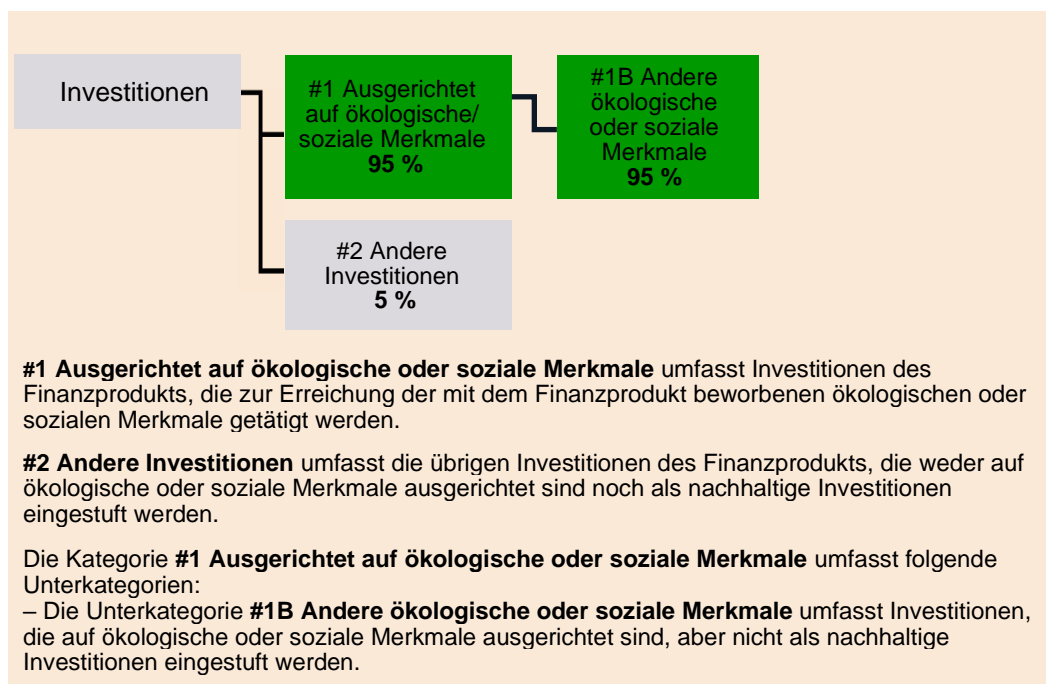 Investitionen
#1 Ausgerichtet
auf ökologische/
soziale Merkmale
95 %
#1B Andere
ökologische
oder soziale
Merkmale
95 %
#2 Andere
Investitionen
5 %
#1 Ausgerichtet auf ökologische oder soziale Merkmale umfasst Investitionen des
Finanzprodukts, die zur Erreichung der mit dem Finanzprodukt beworbenen ökologischen oder
sozialen Merkmale getätigt werden.
#2 Andere Investitionen umfasst die übrigen Investitionen des Finanzprodukts, die weder auf
ökologische oder soziale Merkmale ausgerichtet sind noch als nachhaltige Investitionen
eingestuft werden.
Die Kategorie #1 Ausgerichtet auf ökologische oder soziale Merkmale umfasst folgende
Unterkategorien:
– Die Unterkategorie #1B Andere ökologische oder soziale Merkmale umfasst Investitionen,
die auf ökologische oder soziale Merkmale ausgerichtet sind, aber nicht als nachhaltige
Investitionen eingestuft werden.